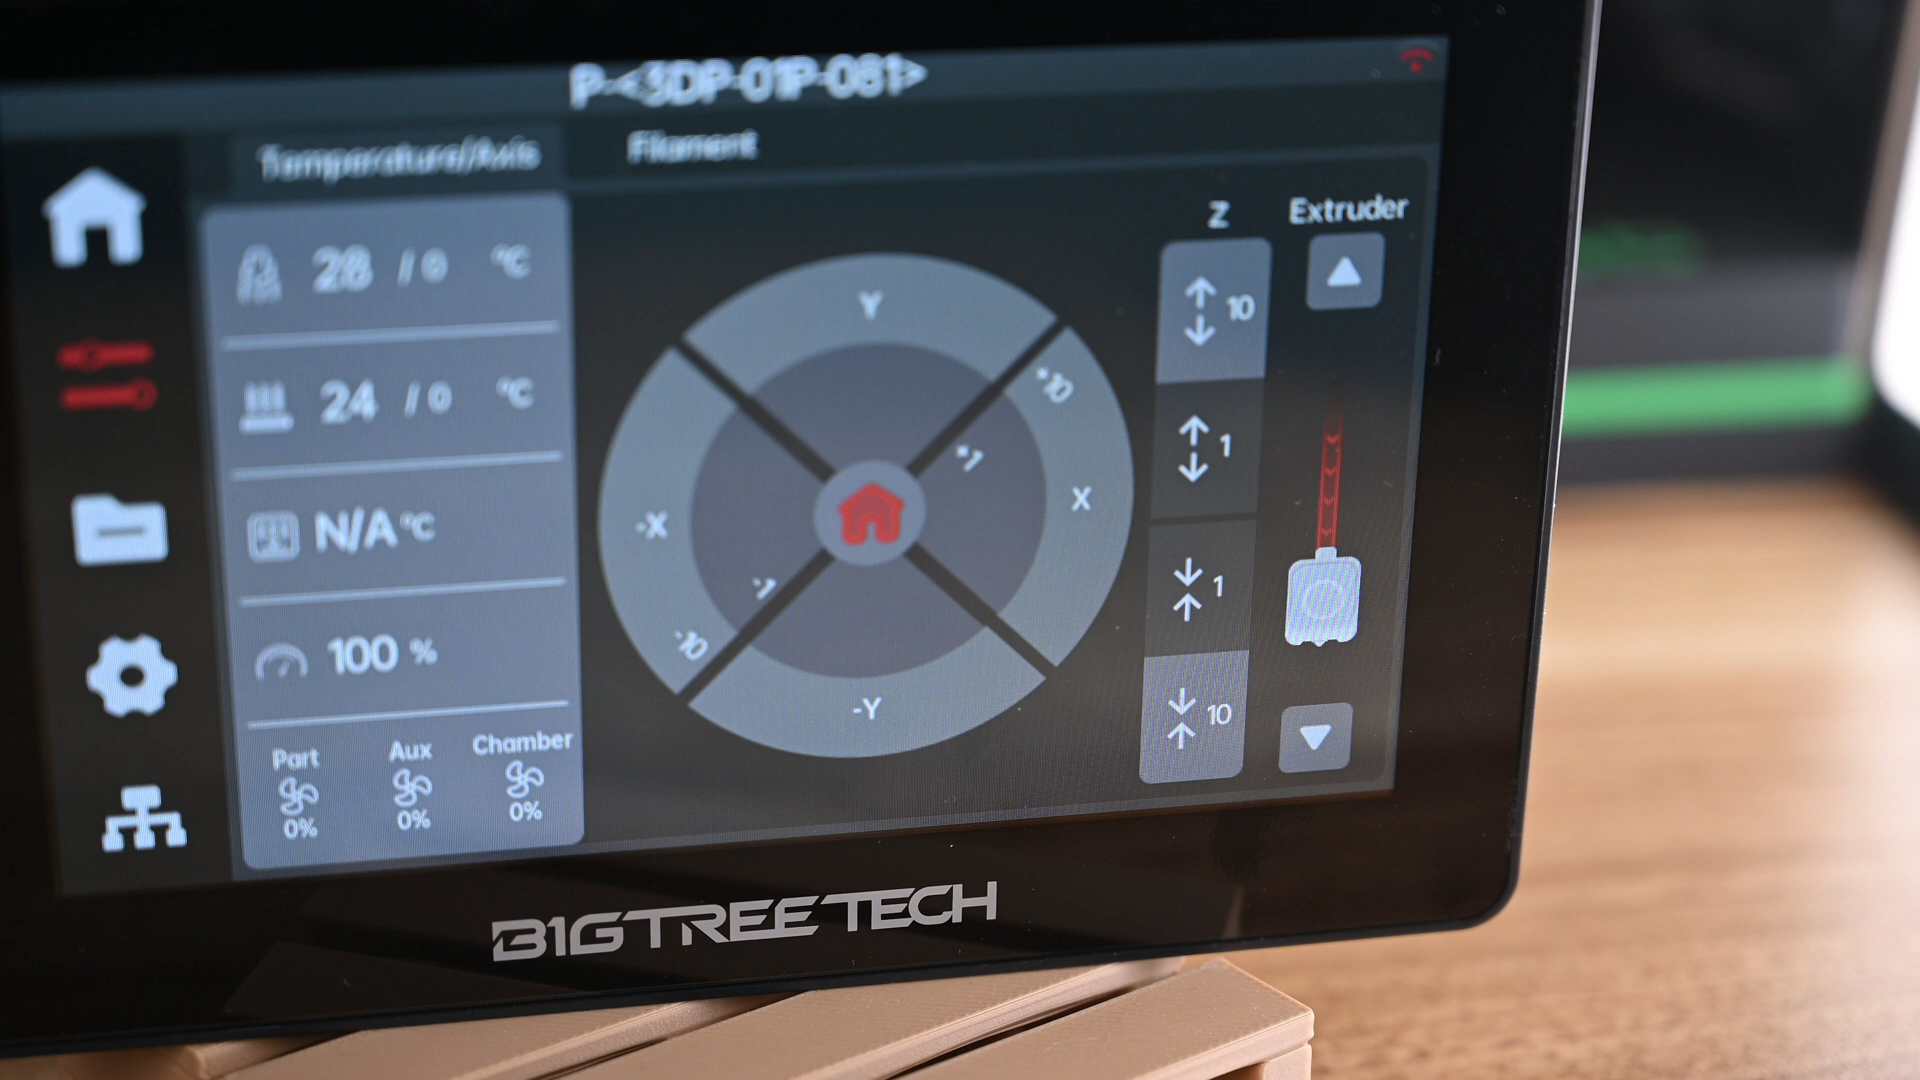 P-<3DP-01P-081>
Temperature/Axis
Filament
28 / 0 °C
24 / 0 °C
N/A °C
100 %
Part
Aux
Chamber
0%
0%
0%
Y
+10
+1
X
-X
-1
-10
-Y
Z
10
1
1
10
Extruder
BIGTREETECH